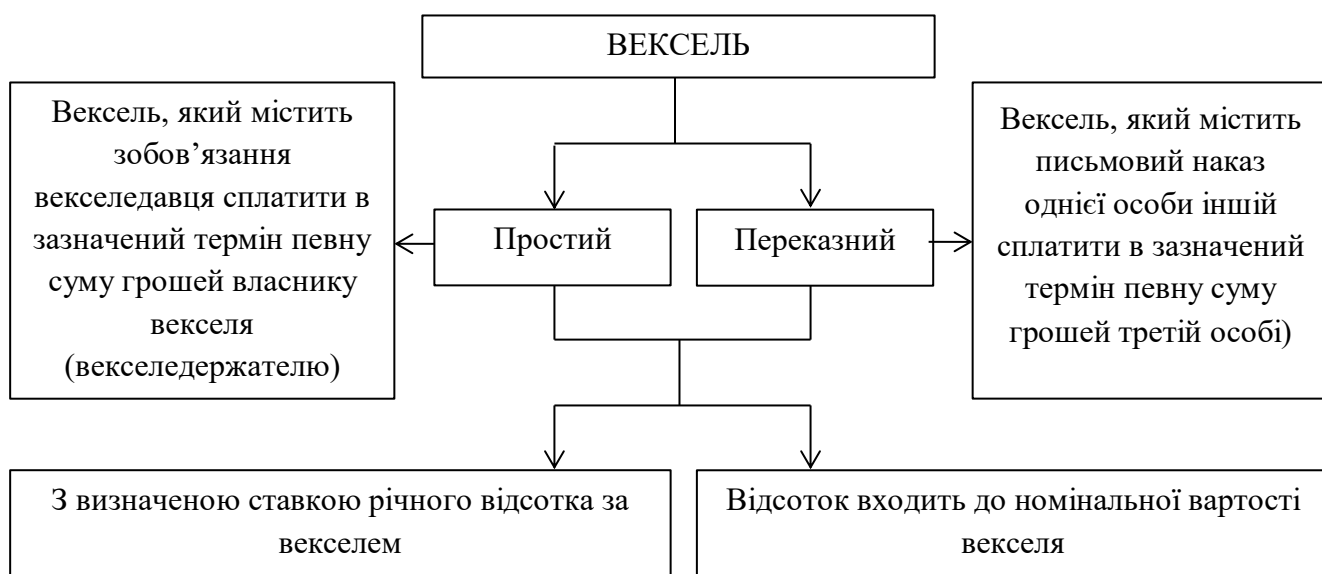 ВЕКСЕЛЬ
Вексель, який містить
зобов’язання
векселедавця сплатити в
зазначений термін певну
суму грошей власнику
векселя
(векселедержателю)
Простий
Переказний
Вексель, який містить
письмовий наказ
однієї особи іншій
сплатити в зазначений
термін певну суму
грошей третій особі)
З визначеною ставкою річного відсотка за
векселем
Відсоток входить до номінальної вартості
векселя